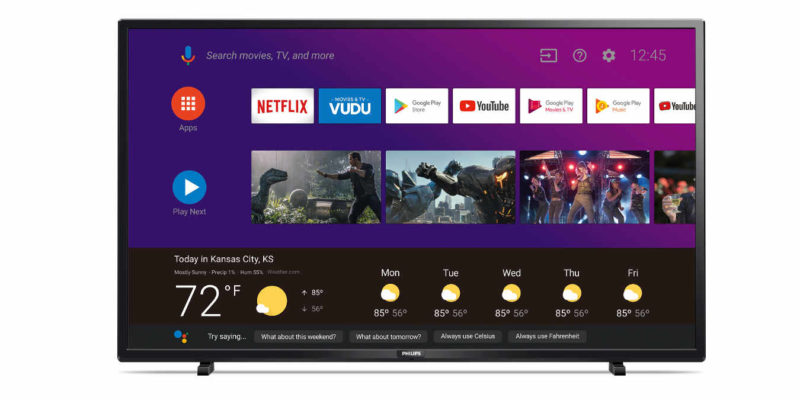 Search movies, TV, and more
12:45
Apps
NETFLIX
MOVIES & TV
VUDU
Google Play
Store
YouTube
Google Play
Movies & TV
Google Play
Music
YouTube
Play Next
Today in Kansas City, KS
Mostly Sunny · Precip 1% · Hum 55% Weather.com
72°F
↑ 85°
↓ 56°
Mon
Tue
Wed
Thu
Fri
85° 56°
85° 56°
85° 56°
85° 56°
85° 56°
Try saying...
What about this weekend?
What about tomorrow?
Always use Celsius
Always use Fahrenheit
PHILIPS